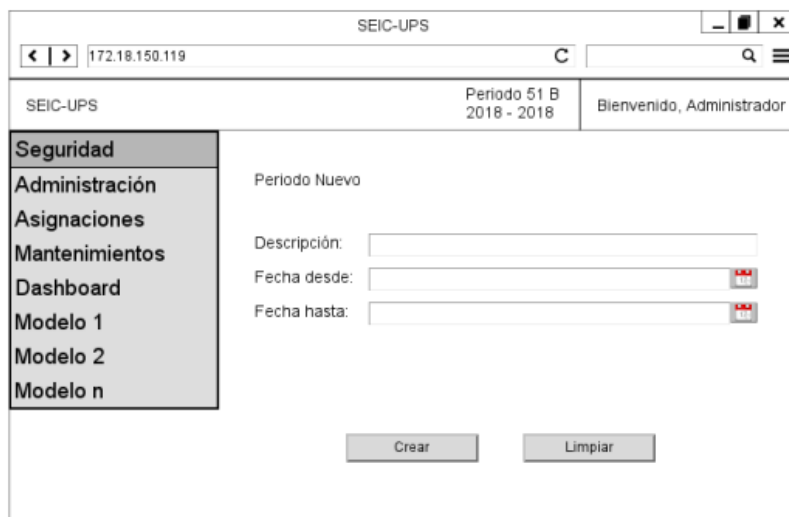 SEIC-UPS
172.18.150.119
SEIC-UPS
Periodo 51 B
2018 - 2018
Bienvenido, Administrador
Seguridad
Administración
Asignaciones
Mantenimientos
Dashboard
Modelo 1
Modelo 2
Modelo n
Periodo Nuevo
Descripción:
Fecha desde:
Fecha hasta:
Crear
Limpiar